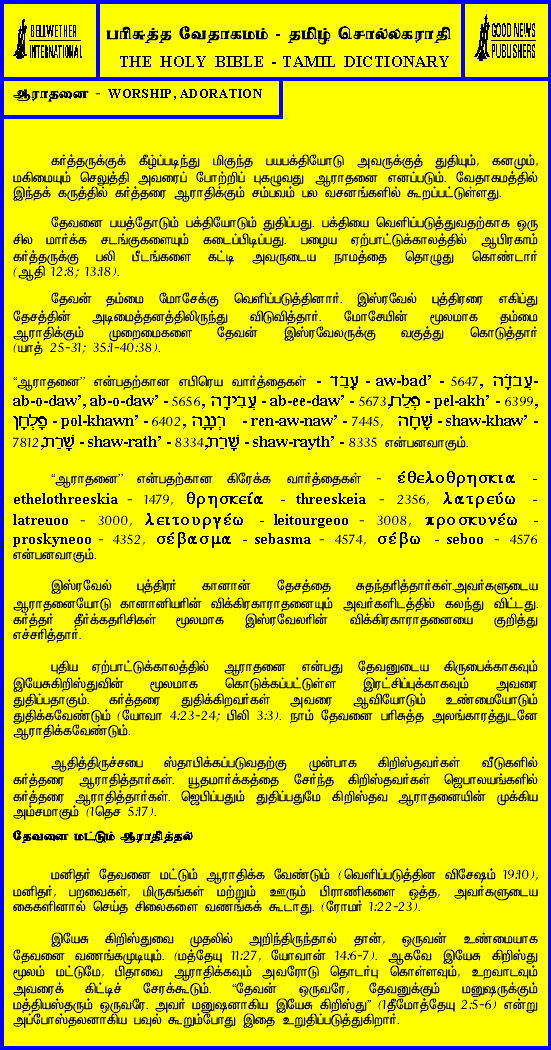 BELLWETHER
INTERNATIONAL
பரிசுத்த வேதாகமம் - தமிழ் சொல்லகராதி
THE HOLY BIBLE - TAMIL DICTIONARY
GOOD NEWS
PUBLISHERS
ஆராதனை - WORSHIP, ADORATION
கர்த்தருக்குக் கீழ்ப்படிந்து மிகுந்த பயபக்தியோடு அவருக்குத் துதியும், கனமும்,
மகிமையும் செலுத்தி அவரைப் போற்றிப் புகழுவது ஆராதனை எனப்படும். வேதாகமத்தில்
இந்தக் கருத்தில் கர்த்தரை ஆராதிக்கும் சம்பவம் பல வசனங்களில் கூறப்பட்டுள்ளது.
தேவனை பயத்தோடும் பக்தியோடும் துதிப்பது. பக்தியை வெளிப்படுத்துவதற்காக ஒரு
சில மார்க்க சடங்குகளையும் கடைப்பிடிப்பது. பழைய ஏற்பாட்டுக்காலத்தில் ஆபிரகாம்
கர்த்தருக்கு பலி பீடங்களை கட்டி அவருடைய நாமத்தை தொழுது கொண்டார்
(ஆதி 12:8; 13:18).
தேவன் தம்மை மோசேக்கு வெளிப்படுத்தினார். இஸ்ரவேல் புத்திரரை எகிப்து
தேசத்தின் அடிமைத்தனத்திலிருந்து விடுவித்தார். மோசேயின் மூலமாக தம்மை
ஆராதிக்கும் முறைமைகளை தேவன் இஸ்ரவேலருக்கு வகுத்து கொடுத்தார்
(யாத் 25-31; 35:1-40:38).
“ஆராதனை” என்பதற்கான எபிரெய வார்த்தைகள் - עָבַד - aw-bad’ - 5647, עֲבֹדָה-
ab-o-daw’, ab-o-daw’ - 5656, עֲבִידָה - ab-ee-daw’ - 5673,פְּלַח - pel-akh’ - 6399,
פָּלְחָן - pol-khawn’ - 6402, רְנָנָה - ren-aw-naw’ - 7445, שָׁחָה - shaw-khaw’ -
7812,שָׁרַת - shaw-rath’ - 8334,שָׁרֵת - shaw-rayth’ - 8335 என்பனவாகும்.
“ஆராதனை” என்பதற்கான கிரேக்க வார்த்தைகள் - ἐθελοθρησκια -
ethelothreeskia - 1479, θρησκεία - threeskeia - 2356, λατρεύω -
latreuoo - 3000, λειτουργέω - leitourgeoo - 3008, προσκυνέω -
proskyneoo - 4352, σέβασμα - sebasma - 4574, σέβω - seboo - 4576
என்பனவாகும்.
இஸ்ரவேல் புத்திரர் கானான் தேசத்தை சுதந்தரித்தார்கள்.அவர்களுடைய
ஆராதனையோடு கானானியரின் விக்கிரகாராதனையும் அவர்களிடத்தில் கலந்து விட்டது.
கர்த்தர் தீர்க்கதரிசிகள் மூலமாக இஸ்ரவேலரின் விக்கிரகாராதனையை குறித்து
எச்சரித்தார்.
புதிய ஏற்பாட்டுக்காலத்தில் ஆராதனை என்பது தேவனுடைய கிருபைக்காகவும்
இயேசுகிறிஸ்துவின் மூலமாக கொடுக்கப்பட்டுள்ள இரட்சிப்புக்காகவும் அவரை
துதிப்பதாகும். கர்த்தரை துதிக்கிறவர்கள் அவரை ஆவியோடும் உண்மையோடும்
துதிக்கவேண்டும் (யோவா 4:23-24; பிலி 3:3). நாம் தேவனை பரிசுத்த அலங்காரத்துடனே
ஆராதிக்கவேண்டும்.
ஆதித்திருச்சபை ஸ்தாபிக்கப்படுவதற்கு முன்பாக கிறிஸ்தவர்கள் வீடுகளில்
கர்த்தரை ஆராதித்தார்கள். யூதமார்க்கத்தை சேர்ந்த கிறிஸ்தவர்கள் ஜெபாலயங்களில்
கர்த்தரை ஆராதித்தார்கள். ஜெபிப்பதும் துதிப்பதுமே கிறிஸ்தவ ஆராதனையின் முக்கிய
அம்சமாகும் (1தெச 5:17).
தேவனை மட்டும் ஆராதித்தல்
மனிதர் தேவனை மட்டும் ஆராதிக்க வேண்டும் (வெளிப்படுத்தின விசேஷம் 19:10),
மனிதர், பறவைகள், மிருகங்கள் மற்றும் ஊரும் பிராணிகளை ஒத்த, அவர்களுடைய
கைகளினால் செய்த சிலைகளை வணங்கக் கூடாது. (ரோமர் 1:22-23).
இயேசு கிறிஸ்துவை முதலில் அறிந்திருந்தால் தான், ஒருவன் உண்மையாக
தேவனை வணங்கமுடியும். (மத்தேயு 11:27, யோவான் 14:6-7). ஆகவே இயேசு கிறிஸ்து
மூலம் மட்டுமே, பிதாவை ஆராதிக்கவும் அவரோடு தொடர்பு கொள்ளவும், உறவாடவும்
அவரைக் கிட்டிச் சேரக்கூடும். “தேவன் ஒருவரே, தேவனுக்கும் மனுஷருக்கும்
மத்தியஸ்தரும் ஒருவரே. அவர் மனுஷனாகிய இயேசு கிறிஸ்து” (1தீமோத்தேயு 2:5-6) என்று
அப்போஸ்தலனாகிய பவுல் கூறும்போது இதை உறுதிப்படுத்துகிறார்.